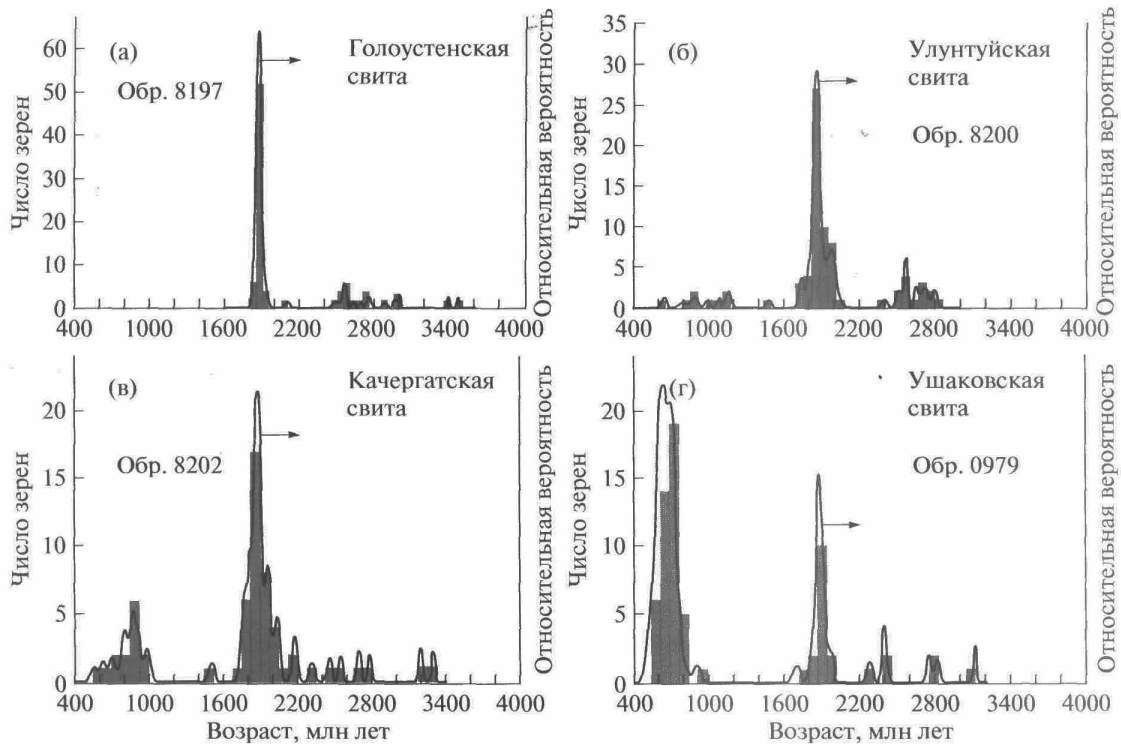 (а)
Голоустенская
свита
Обр. 8197
Число зерен
Относительная вероятность
60
50
40
30
20
10
0
400 1000 1600 2200 2800 3400 4000
(б)
Улунтуйская
свита
Обр. 8200
Число зерен
Относительная вероятность
35
30
25
20
15
10
5
0
400 1000 1600 2200 2800 3400 4000
(в)
Качергатская
свита
Обр. 8202
Число зерен
Относительная вероятность
20
15
10
5
0
400 1000 1600 2200 2800 3400 4000
Возраст, млн лет
(г)
Ушаковская
свита
Обр. 0979
Число зерен
Относительная вероятность
20
15
10
5
0
400 1000 1600 2200 2800 3400 4000
Возраст, млн лет